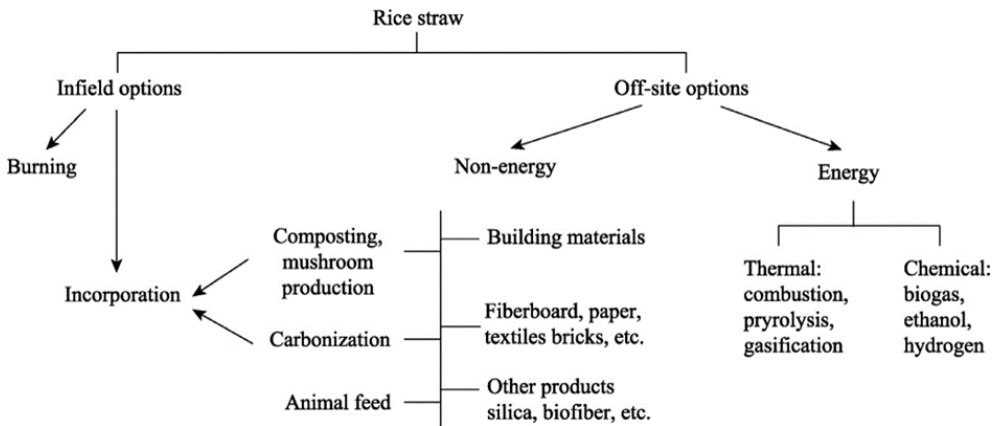 Rice straw
Infield options
Off-site options
Burning
Non-energy
Energy
Composting,
mushroom
production
Building materials
Incorporation
Thermal:
combustion,
pryrolysis,
gasification
Chemical:
biogas,
ethanol,
hydrogen
Carbonization
Fiberboard, paper,
textiles bricks, etc.
Animal feed
Other products
silica, biofiber, etc.